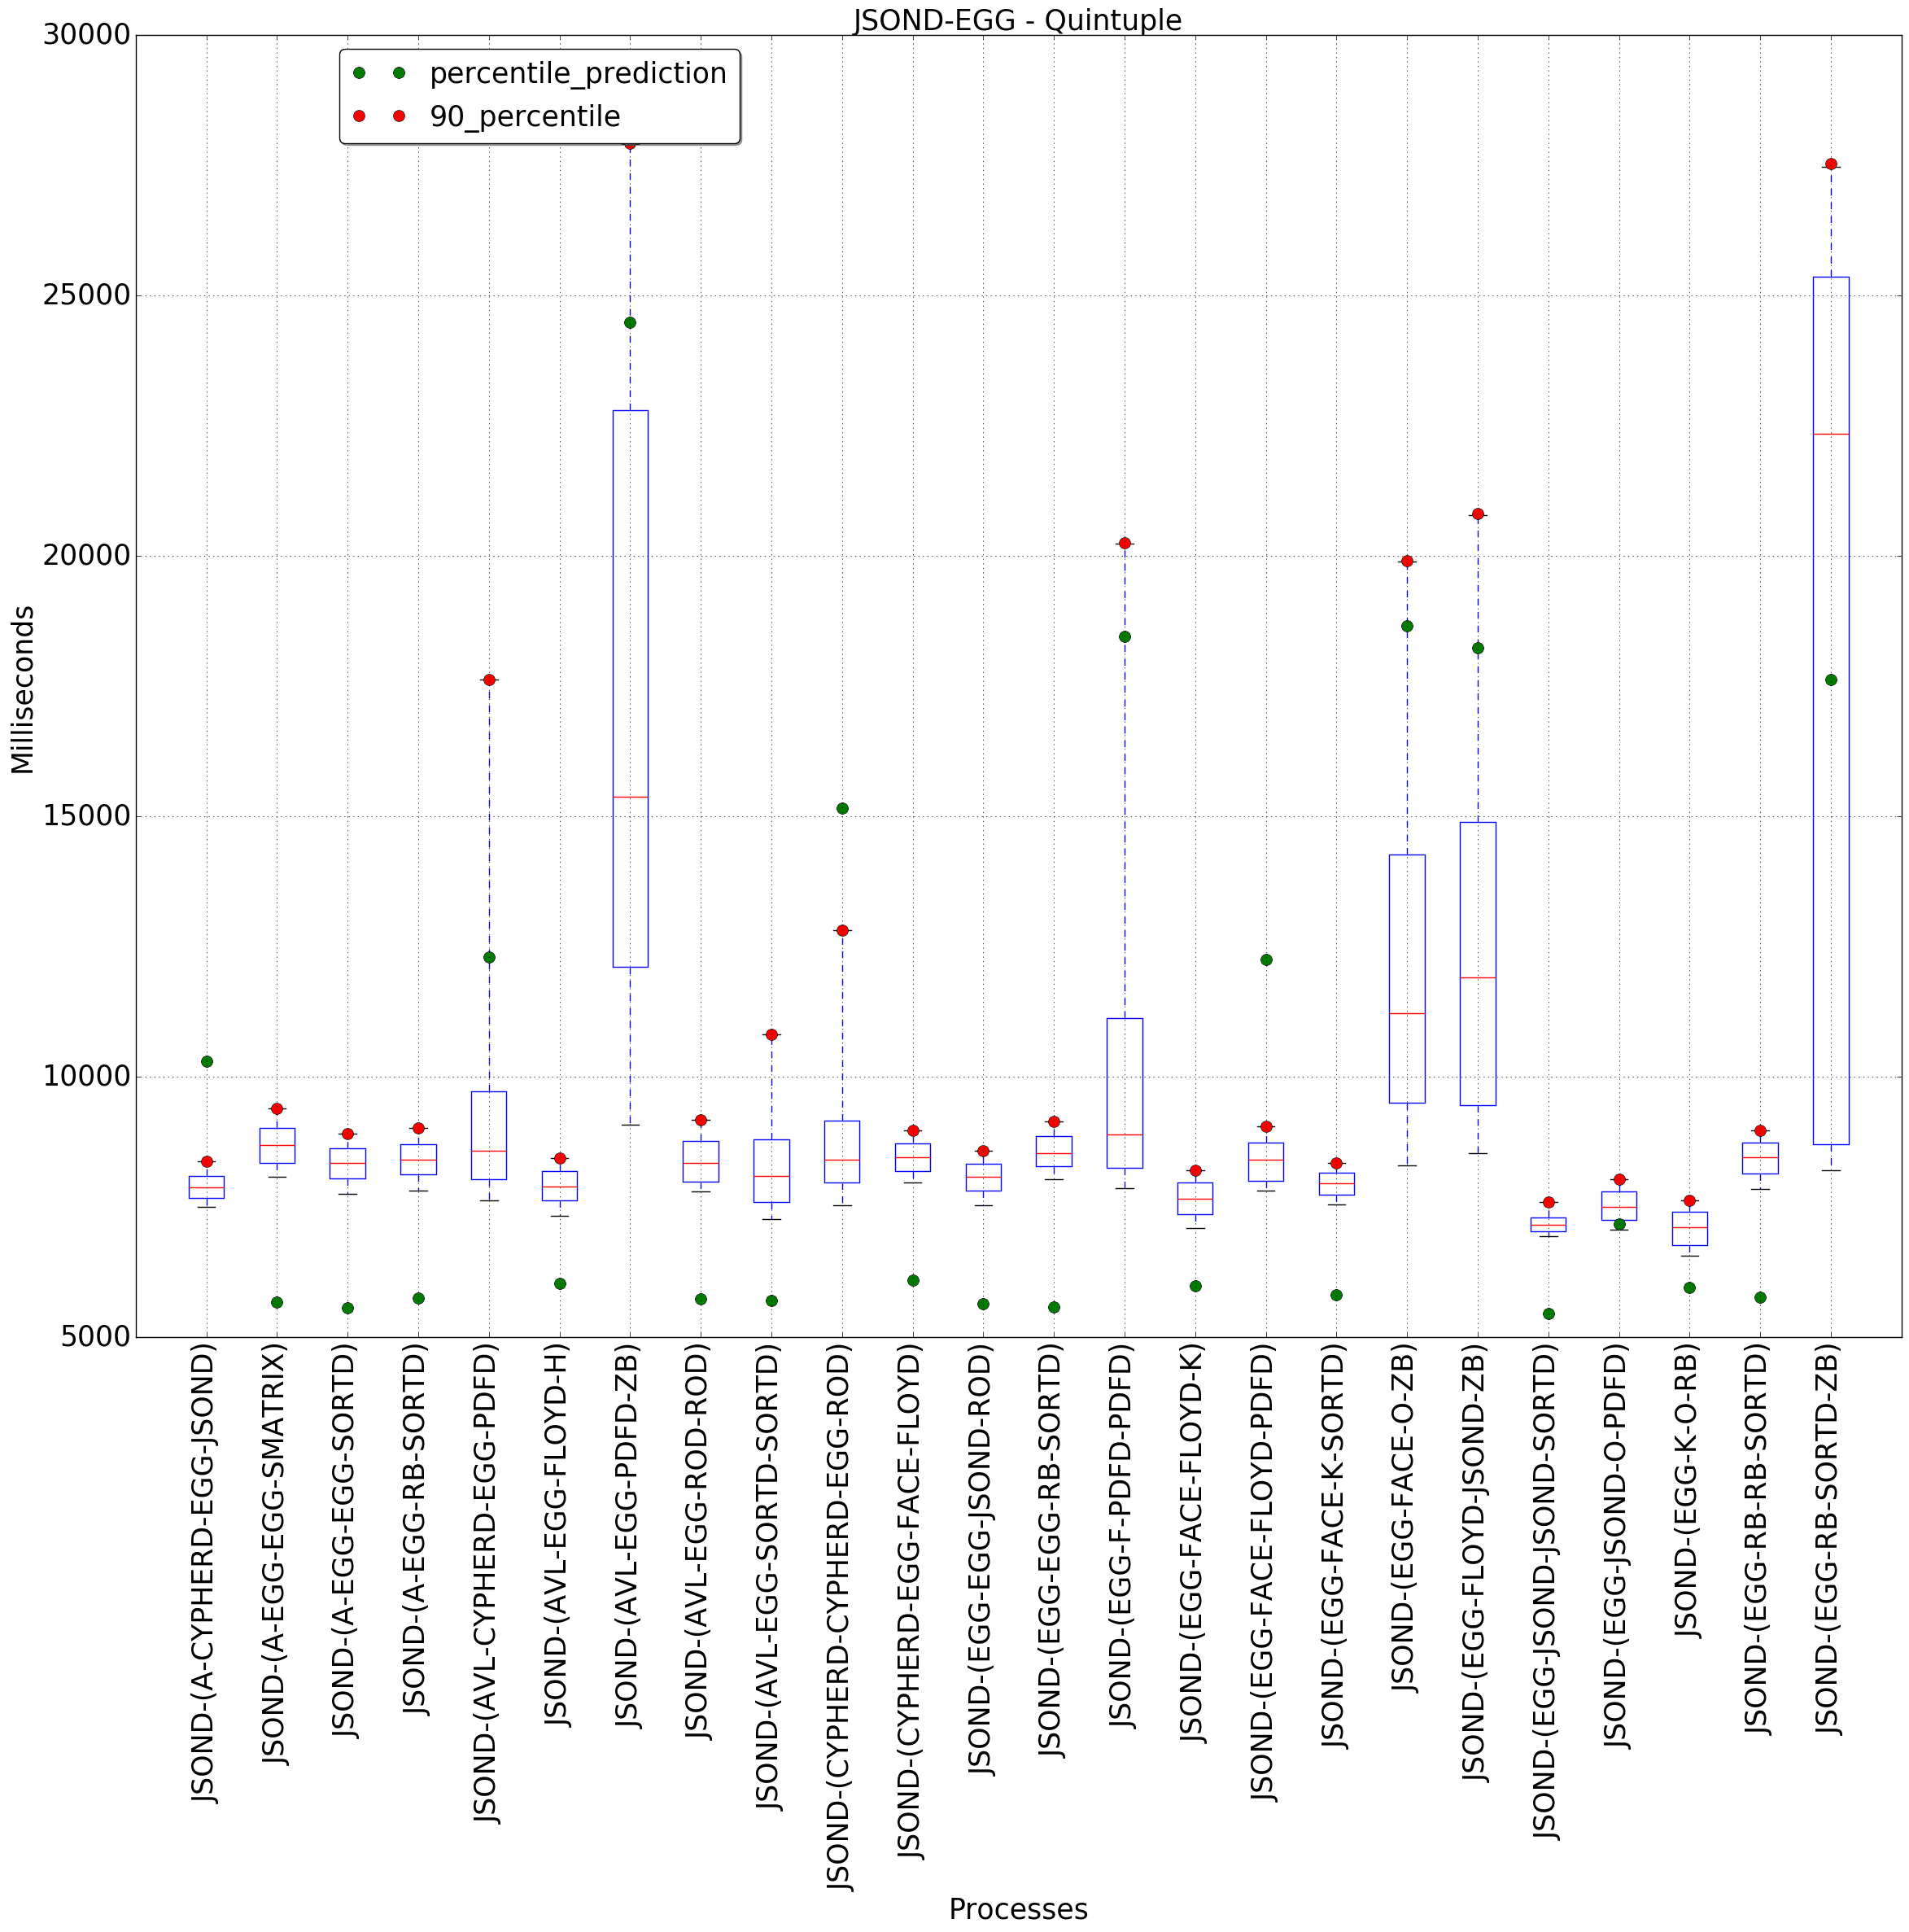 JSOND-EGG - Quintuple
percentile_prediction
90_percentile
30000
25000
20000
15000
10000
5000
Milliseconds
JSOND-(A-CYPHERD-EGG-JSOND)
JSOND-(A-EGG-EGG-SMATRIX)
JSOND-(A-EGG-EGG-SORTD)
JSOND-(A-EGG-RB-SORTD)
JSOND-(AVL-CYPHERD-EGG-PDFD)
JSOND-(AVL-EGG-FLOYD-H)
JSOND-(AVL-EGG-PDFD-ZB)
JSOND-(AVL-EGG-ROD-ROD)
JSOND-(AVL-EGG-SORTD-SORTD)
JSOND-(CYPHERD-CYPHERD-EGG-ROD)
JSOND-(CYPHERD-EGG-FACE-FLOYD)
JSOND-(EGG-EGG-JSOND-ROD)
JSOND-(EGG-EGG-RB-SORTD)
JSOND-(EGG-F-PDFD-PDFD)
JSOND-(EGG-FACE-FLOYD-K)
JSOND-(EGG-FACE-FLOYD-PDFD)
JSOND-(EGG-FACE-K-SORTD)
JSOND-(EGG-FACE-O-ZB)
JSOND-(EGG-FLOYD-JSOND-ZB)
JSOND-(EGG-JSOND-JSOND-SORTD)
JSOND-(EGG-JSOND-O-PDFD)
JSOND-(EGG-K-O-RB)
JSOND-(EGG-RB-RB-SORTD)
JSOND-(EGG-RB-SORTD-ZB)
Processes